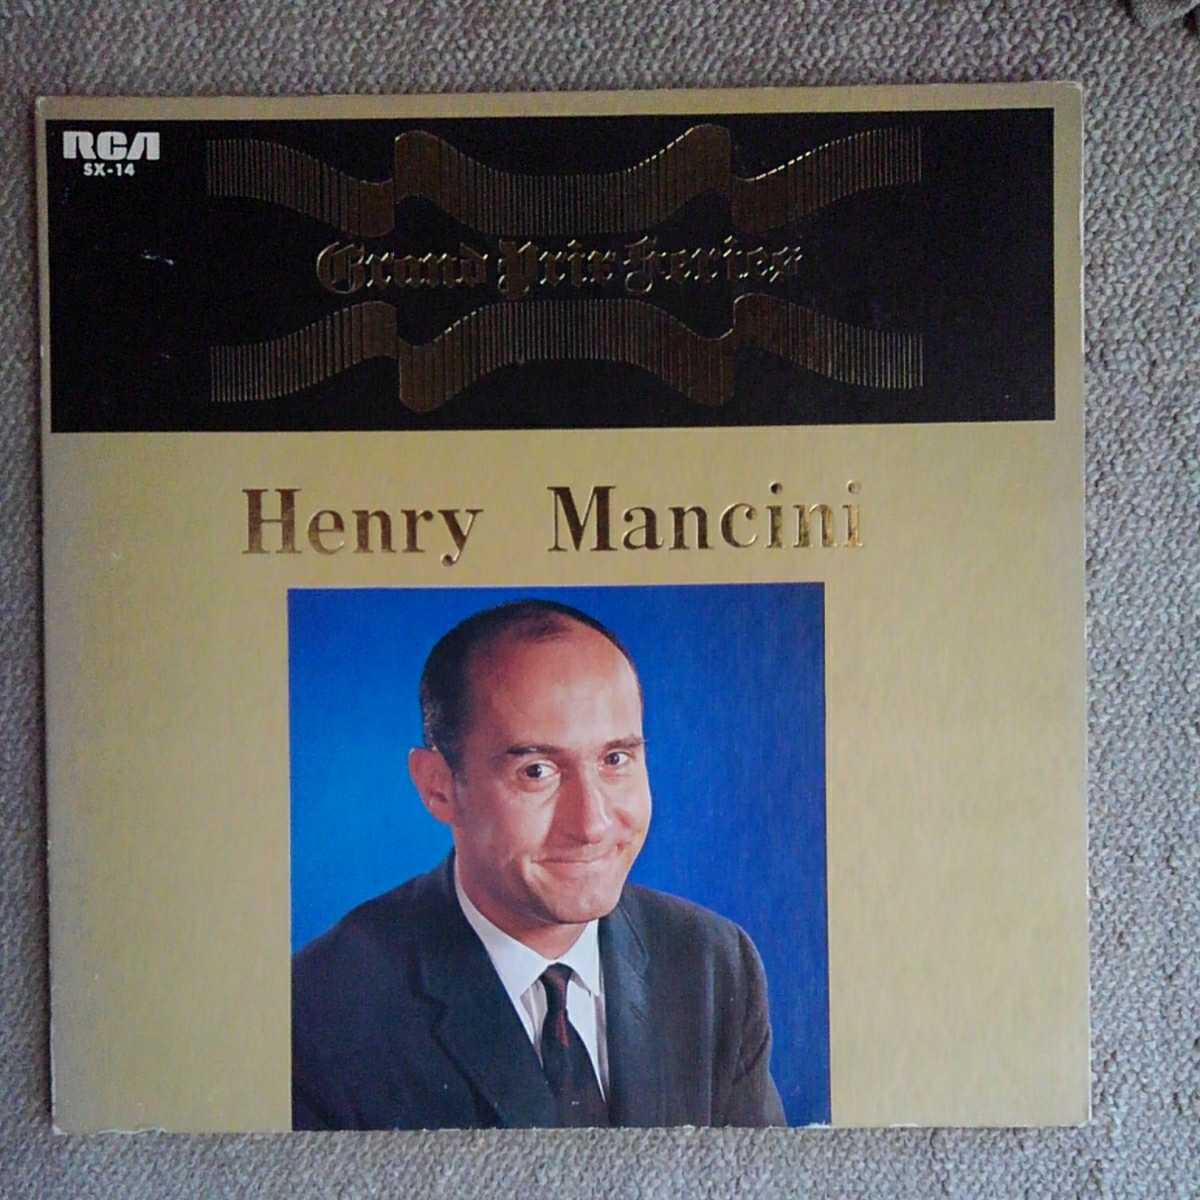 RCA
SX-14
Grand Prix Series
Henry Mancini